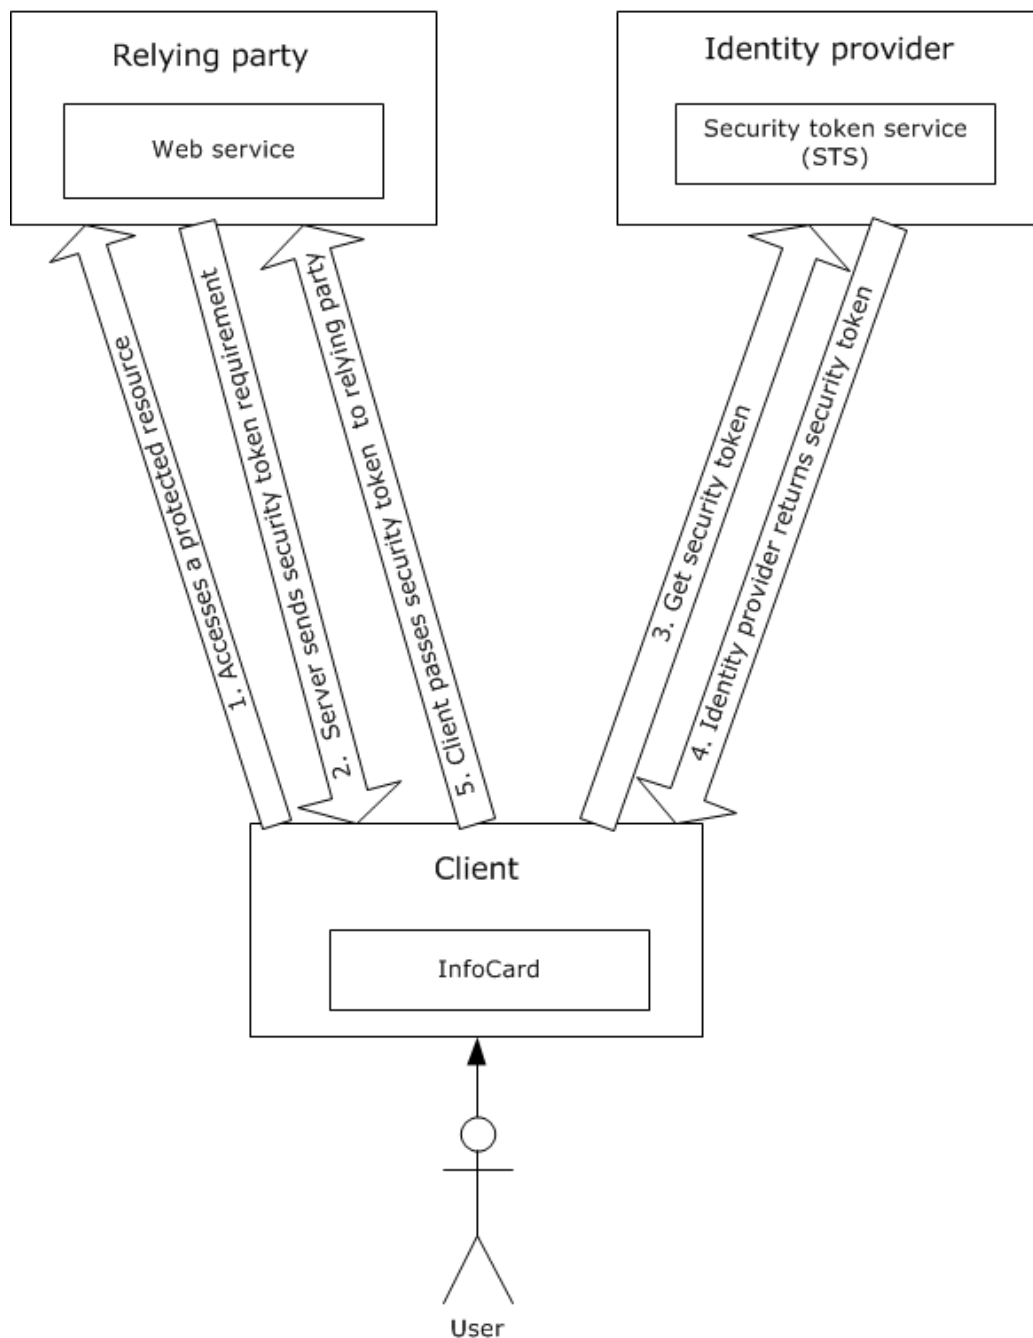 Relying party
Web service
Identity provider
Security token service
(STS)
1. Accesses a protected resource
2.  Server sends security token requirement
5. Client passes security token  to relying party
3. Get security token
4. Identity provider returns security token
Client
InfoCard
User